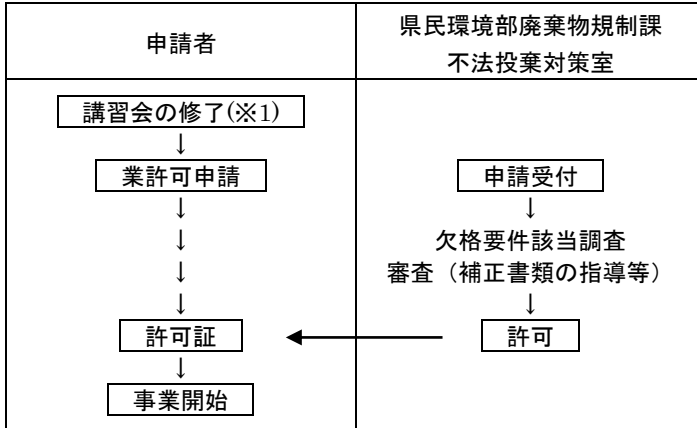 申請者
県民環境部廃棄物規制課
不法投棄対策室
講習会の修了(※1)
↓
業許可申請
↓
↓
↓
↓
許可証
↓
事業開始
申請受付
↓
欠格要件該当調査
審査（補正書類の指導等）
↓
許可